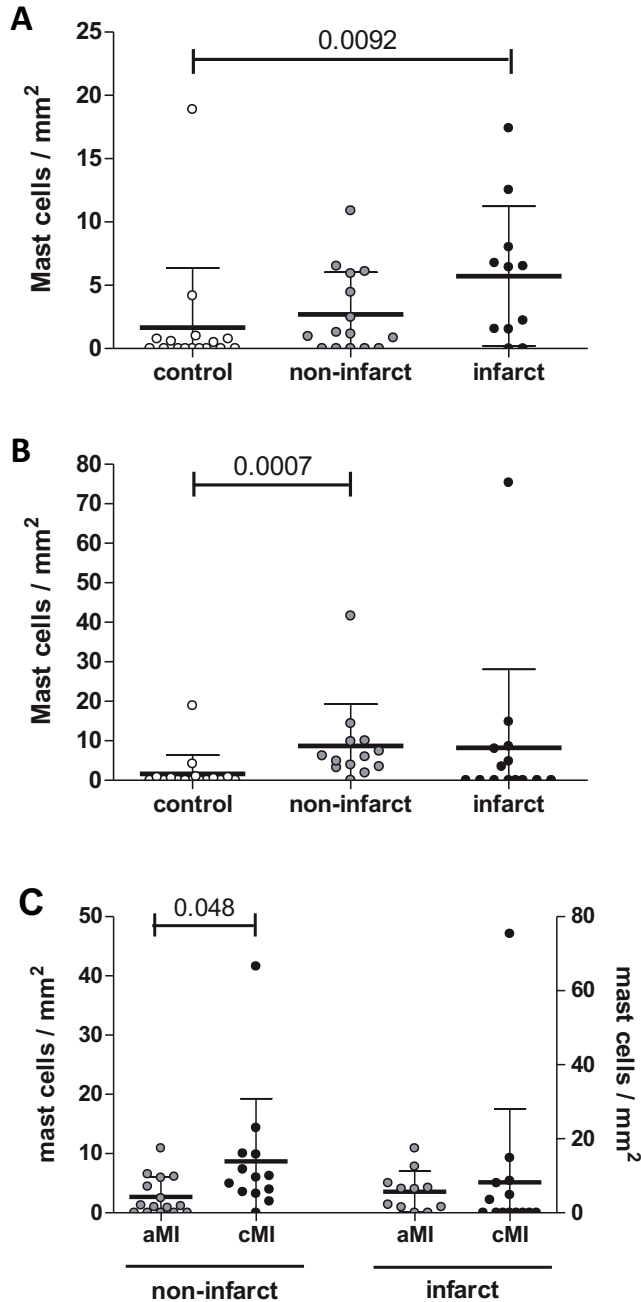 A
0.0092
25
20
15
10
5
0
Mast cells / mm²
control non-infarct infarct
B
0.0007
80
70
60
50
40
30
20
10
0
Mast cells / mm²
control non-infarct infarct
C
0.048
50
40
30
20
10
0
mast cells / mm²
80
60
40
20
0
mast cells / mm²
aMI cMI aMI cMI
non-infarct infarct